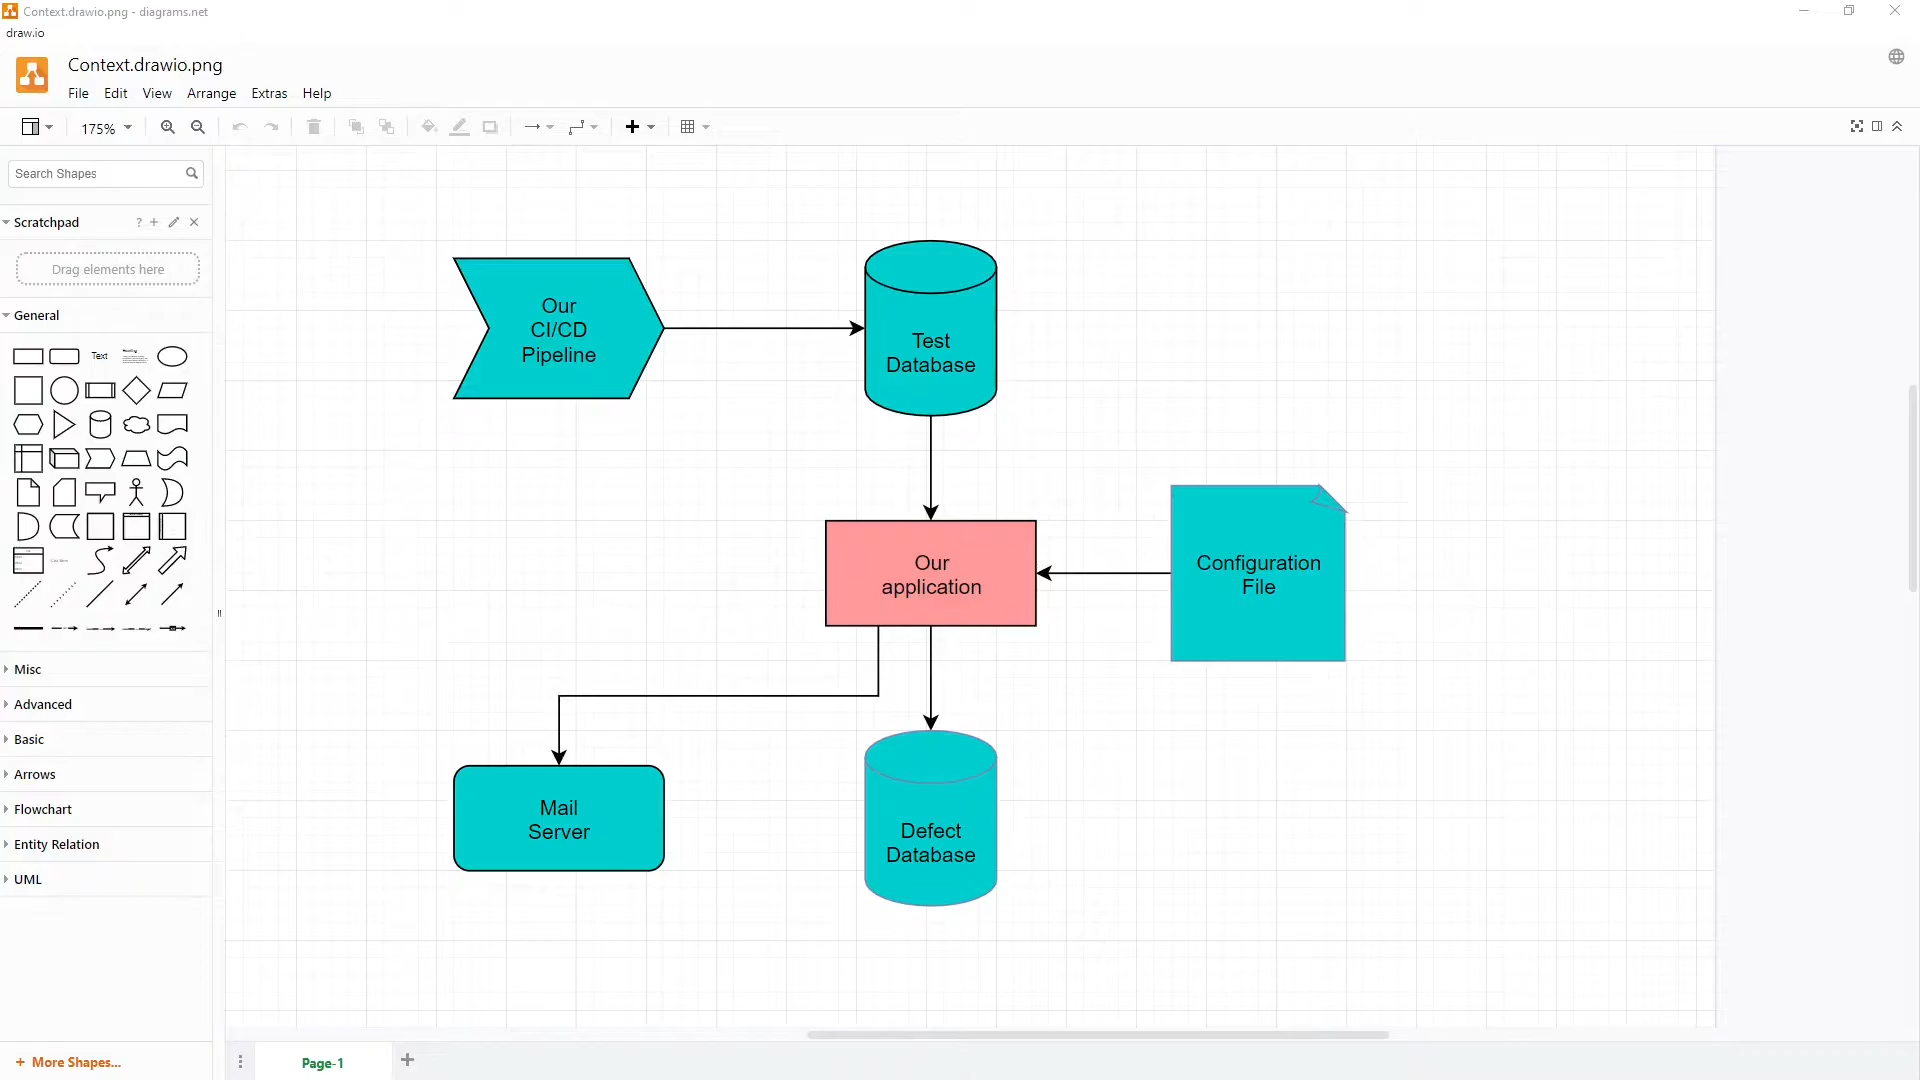 Context.drawio.png - diagrams.net
draw.io
Context.drawio.png
File Edit View Arrange Extras Help
175%
Search Shapes
Scratchpad ?
Drag elements here
General
Text
Heading
Misc
Advanced
Basic
Arrows
Flowchart
Entity Relation
UML
+ More Shapes...
Our
CI/CD
Pipeline
Test
Database
Our
application
Configuration
File
Mail
Server
Defect
Database
Page-1